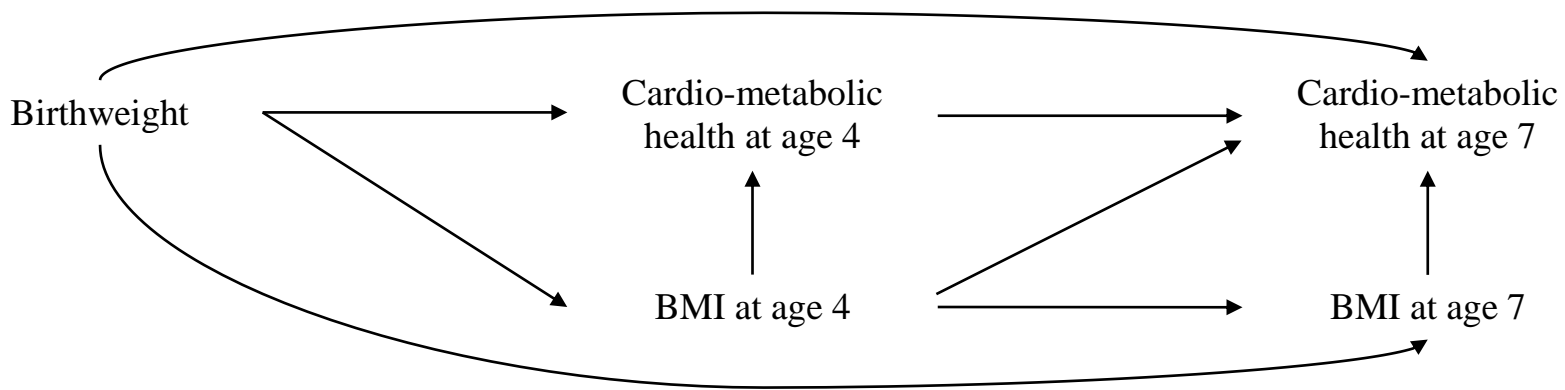 Birthweight
Cardio-metabolic
health at age 4
Cardio-metabolic
health at age 7
BMI at age 4
BMI at age 7